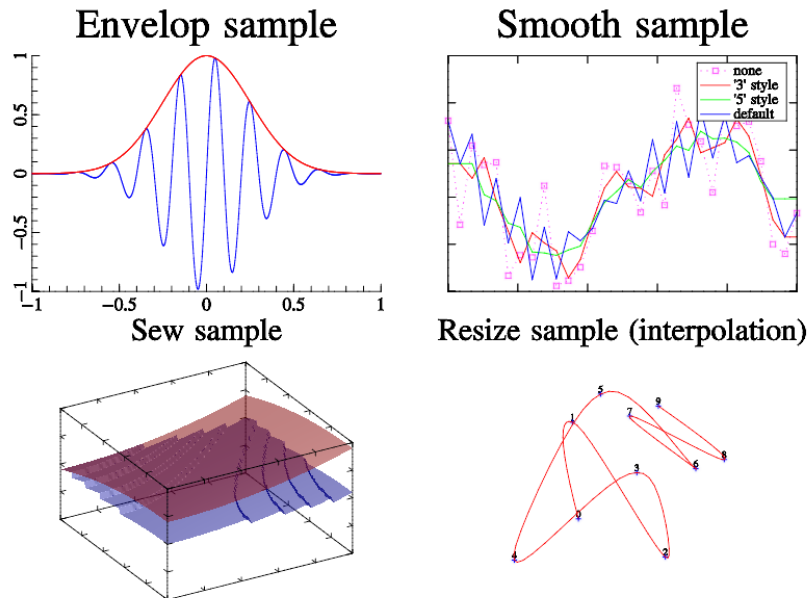 Envelop sample
Smooth sample
1
0.5
0
−0.5
−1
−1
−0.5
0
0.5
1
none
'3' style
'5' style
default
Sew sample
Resize sample (interpolation)
5
9
1
7
8
6
3
0
4
2